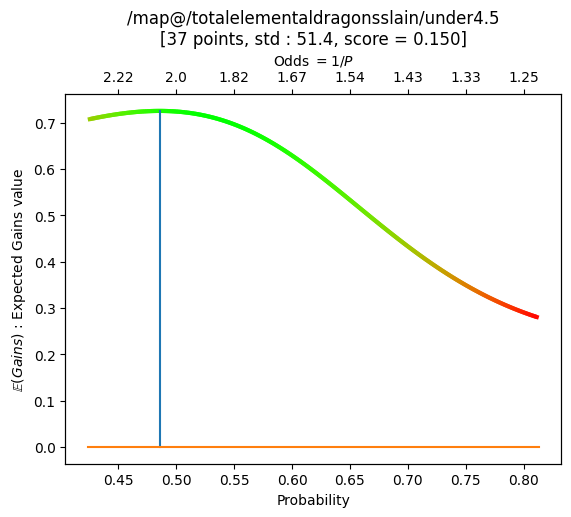 /map@/totalelementaldragonsslain/under4.5
[37 points, std : 51.4, score = 0.150]
Odds = 1/P
2.22 2.0 1.82 1.67 1.54 1.43 1.33 1.25
0.7
0.6
0.5
0.4
0.3
0.2
0.1
0.0
𝔼(Gains) : Expected Gains value
0.45 0.50 0.55 0.60 0.65 0.70 0.75 0.80
Probability